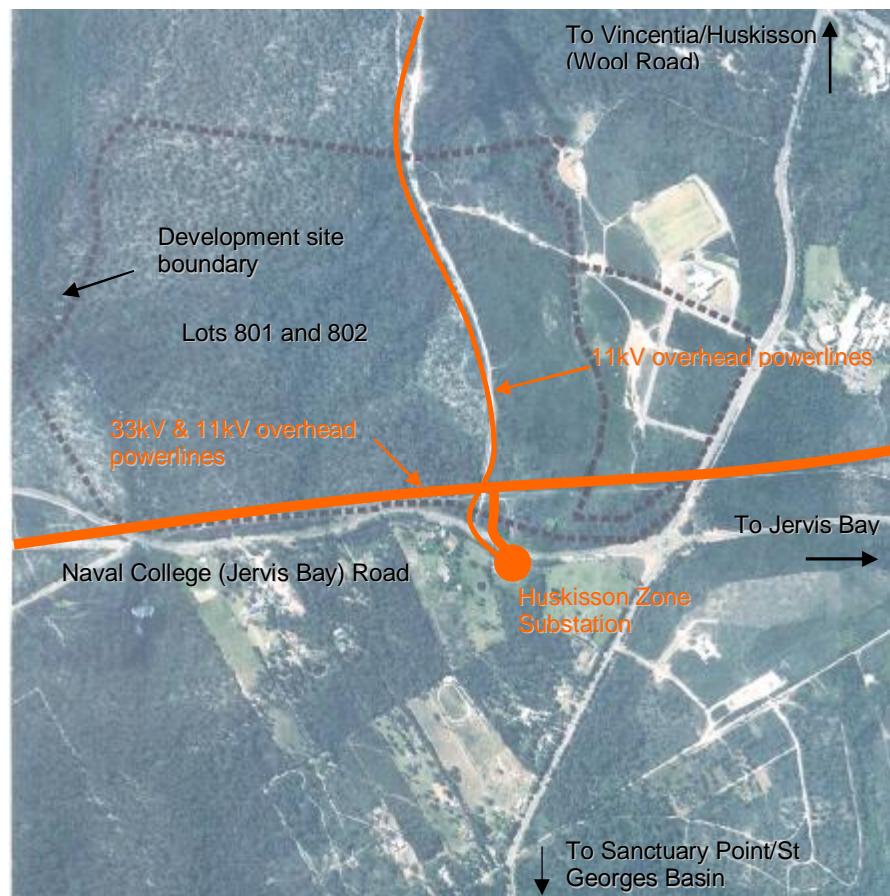 To Vincentia/Huskisson
(Wool Road)
Development site
boundary
Lots 801 and 802
11kV overhead powerlines
33kV & 11kV overhead
powerlines
To Jervis Bay
Naval College (Jervis Bay) Road
Huskisson Zone
Substation
To Sanctuary Point/St
Georges Basin